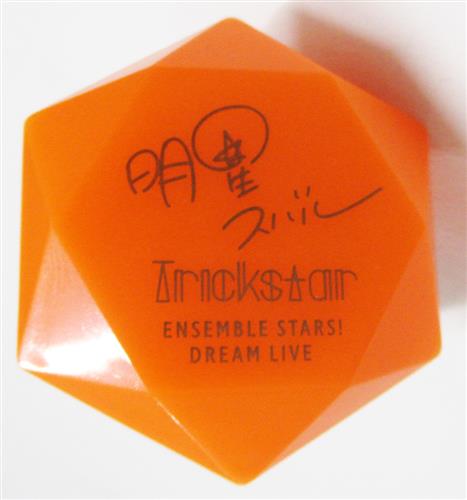 明星
スバル
Trickstar
ENSEMBLE STARS!
DREAM LIVE